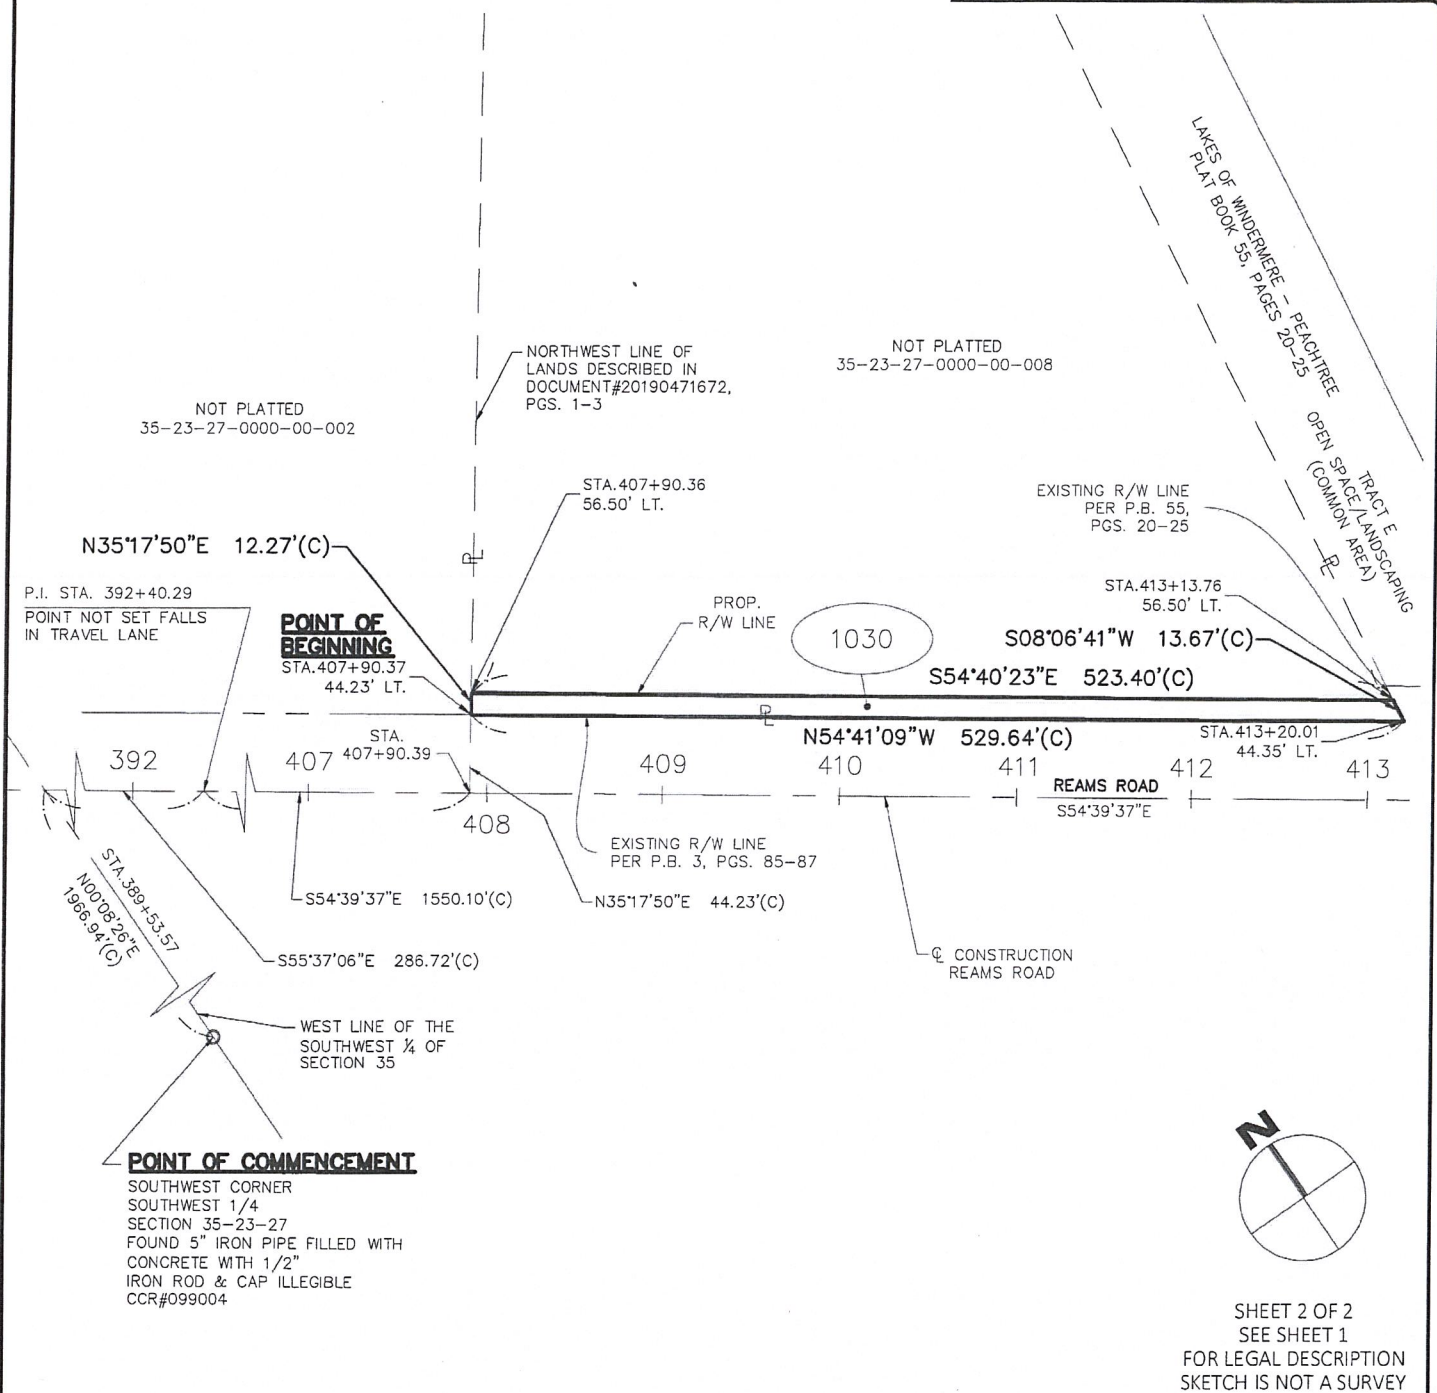 LAKES OF WINDERMERE – PEACHTREE
PLAT BOOK 55, PAGES 20–25
NORTHWEST LINE OF
LANDS DESCRIBED IN
DOCUMENT#20190471672,
PGS. 1–3
NOT PLATTED
35–23–27–0000–00–008
NOT PLATTED
35–23–27–0000–00–002
TRACT E
OPEN SPACE/LANDSCAPING
(COMMON AREA)
STA.407+90.36
56.50' LT.
EXISTING R/W LINE
PER P.B. 55,
PGS. 20–25
N35°17'50"E 12.27'(C)
PL
PL
P.I. STA. 392+40.29
POINT NOT SET FALLS
IN TRAVEL LANE
STA.413+13.76
56.50' LT.
PROP.
R/W LINE
1030
POINT OF
BEGINNING
STA.407+90.37
44.23' LT.
S08°06'41"W 13.67'(C)
S54°40'23"E 523.40'(C)
PL
N54°41'09"W 529.64'(C)
STA.413+20.01
44.35' LT.
STA.
407+90.39
392
407
408
409
410
411
412
413
REAMS ROAD
S54°39'37"E
EXISTING R/W LINE
PER P.B. 3, PGS. 85–87
STA.389+53.57
N00°08'26"E
1966.94'(C)
S54°39'37"E 1550.10'(C)
N35°17'50"E 44.23'(C)
S55°37'06"E 286.72'(C)
℄ CONSTRUCTION
REAMS ROAD
WEST LINE OF THE
SOUTHWEST ¼ OF
SECTION 35
POINT OF COMMENCEMENT
SOUTHWEST CORNER
SOUTHWEST 1/4
SECTION 35–23–27
FOUND 5" IRON PIPE FILLED WITH
CONCRETE WITH 1/2"
IRON ROD & CAP ILLEGIBLE
CCR#099004
N
SHEET 2 OF 2
SEE SHEET 1
FOR LEGAL DESCRIPTION
SKETCH IS NOT A SURVEY